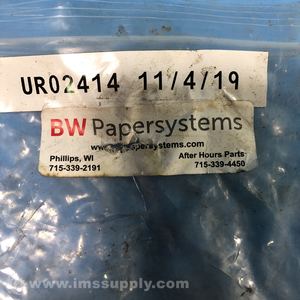 UR02414 11/4/19
BW Papersystems
www.papersystems.com
Phillips, WI After Hours Parts
715-339-2191 715-339-4450
www.imssupply.com